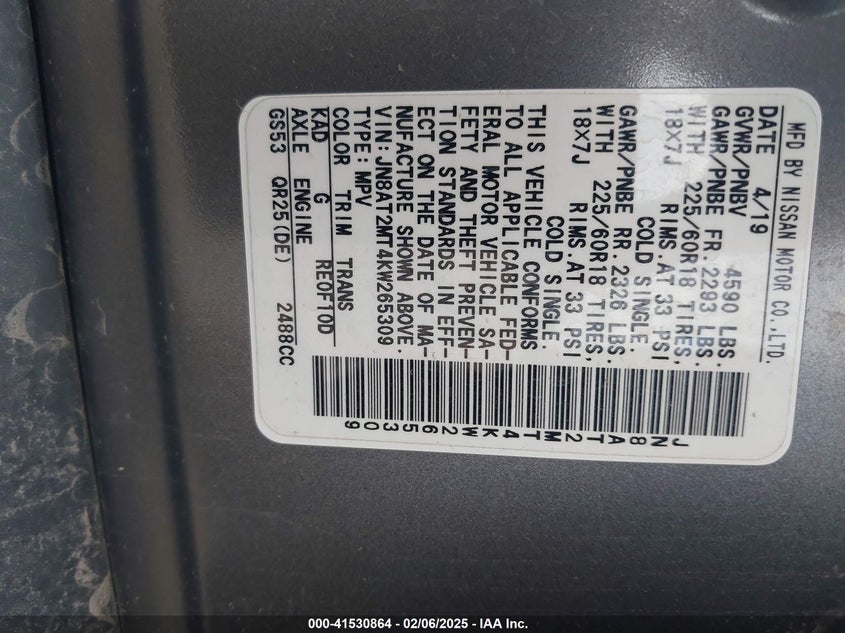 MFD BY NISSAN MOTOR CO.,LTD.
DATE 4/19
GVWR/PNBV 4590 LBS.
GAWR/PNBE FR. 2293 LBS.
WITH 225/60R18 TIRES,
18X7J RIMS.AT 33 PSI
COLD SINGLE.
GAWR/PNBE RR. 2326 LBS.
WITH 225/60R18 TIRES,
18X7J RIMS.AT 33 PSI
COLD SINGLE.
THIS VEHICLE CONFORMS
TO ALL APPLICABLE FED-
ERAL MOTOR VEHICLE SA-
FETY AND THEFT PREVEN-
TION STANDARDS IN EFF-
ECT ON THE DATE OF MA-
NUFACTURE SHOWN ABOVE.
VIN:JN8AT2MT4KW265309
TYPE:MPV
COLOR TRIM TRANS
KAD G RE0F10D
AXLE ENGINE
GS53 QR25(DE) 2488CC
JN8AT2MT4KW265309
000-41530864 - 02/06/2025 - IAA Inc.